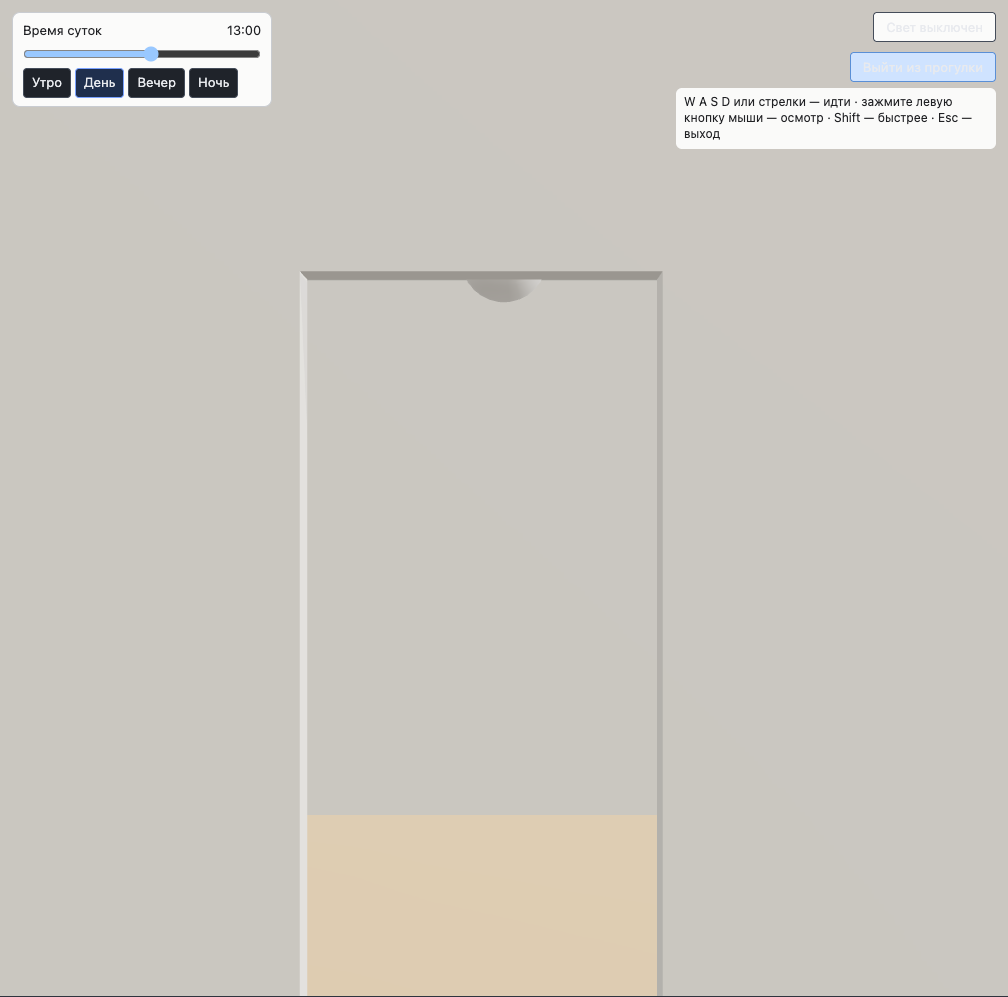 Время суток 13:00
Утро День Вечер Ночь
Свет выключен
Выйти из прогулки
W A S D или стрелки — идти · зажмите левую
кнопку мыши — осмотр · Shift — быстрее · Esc —
выход